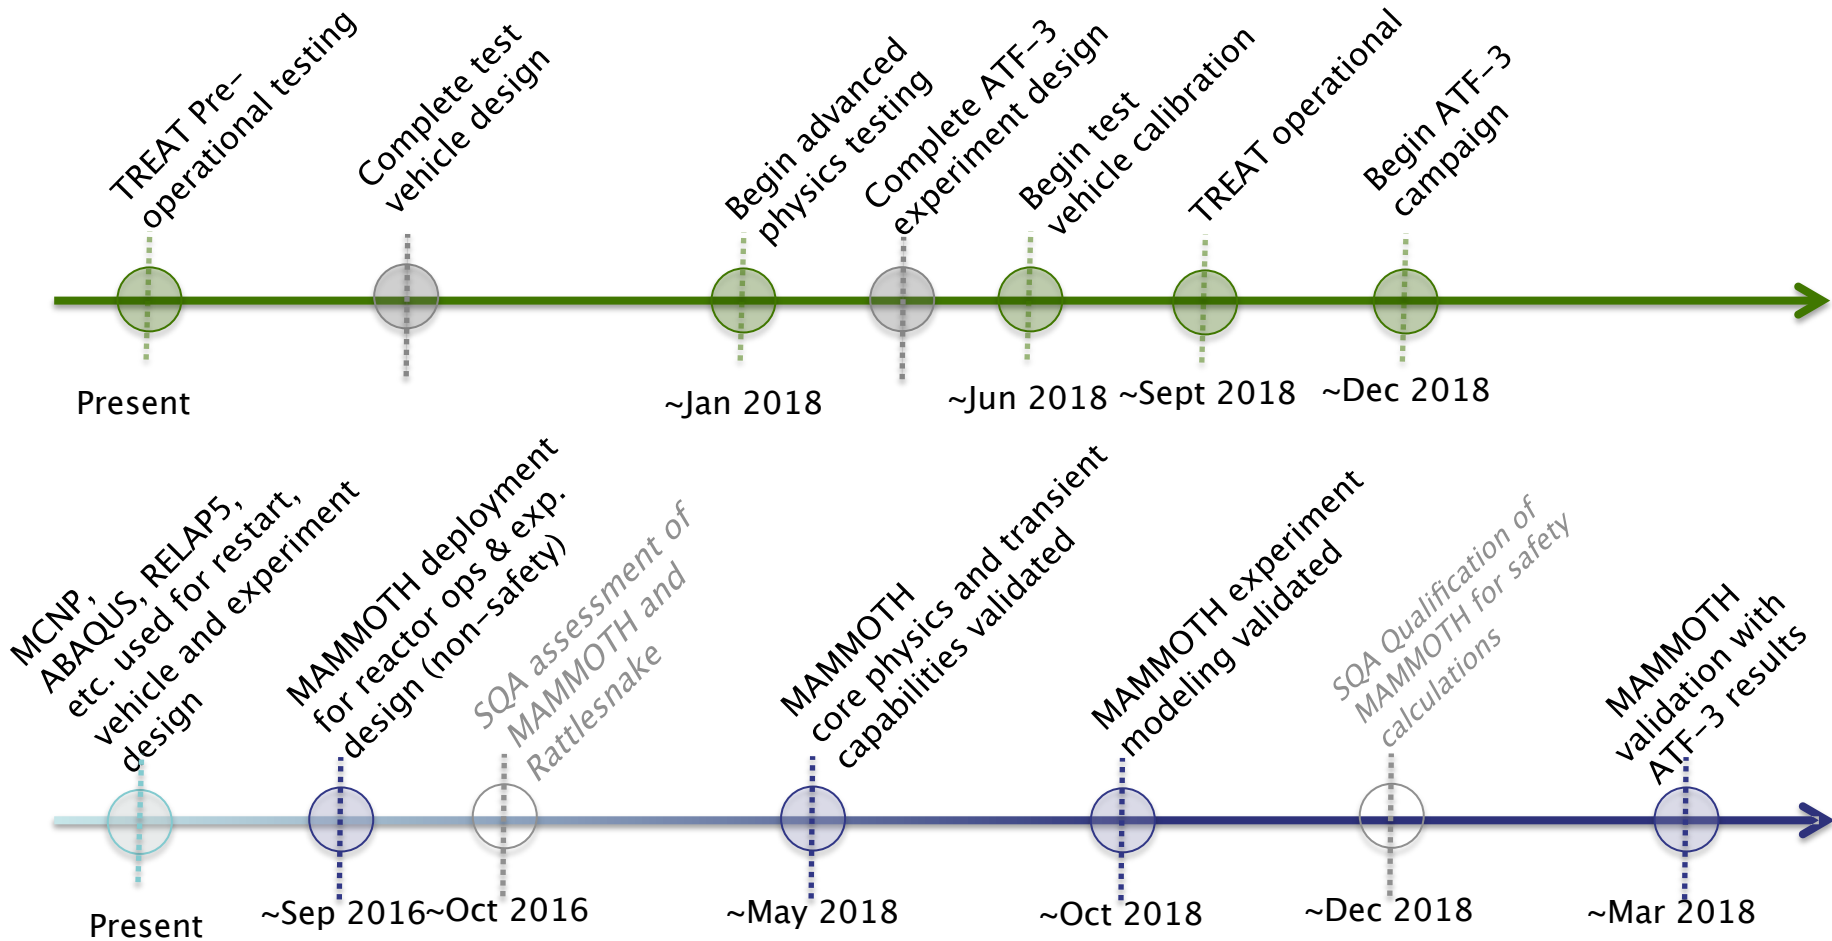 TREAT Pre-
operational testing
Complete test
vehicle design
Begin advanced
physics testing
Complete ATF-3
experiment design
Begin test
vehicle calibration
TREAT operational
Begin ATF-3
campaign
Present
~Jan 2018
~Jun 2018
~Sept 2018
~Dec 2018
MCNP,
ABAQUS, RELAP5,
etc. used for restart,
vehicle and experiment
design
MAMMOTH deployment
for reactor ops & exp.
design (non-safety)
SQA assessment of
MAMMOTH and
Rattlesnake
MAMMOTH
core physics and transient
capabilities validated
MAMMOTH experiment
modeling validated
SQA Qualification of
MAMMOTH for safety
calculations
MAMMOTH
validation with
ATF-3 results
Present
~Sep 2016
~Oct 2016
~May 2018
~Oct 2018
~Dec 2018
~Mar 2018